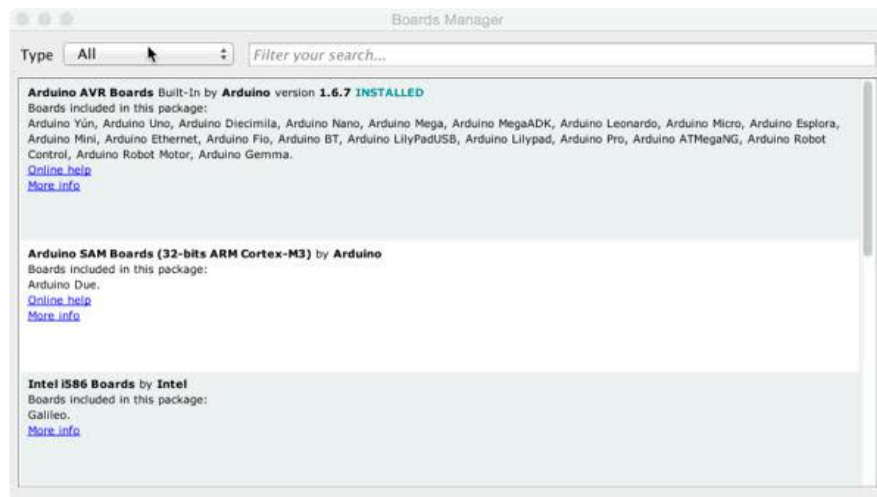 Boards Manager
Type All Filter your search...
Arduino AVR Boards Built-In by Arduino version 1.6.7 INSTALLED
Boards included in this package:
Arduino Yún, Arduino Uno, Arduino Diecimila, Arduino Nano, Arduino Mega, Arduino MegaADK, Arduino Leonardo, Arduino Micro, Arduino Esplora,
Arduino Mini, Arduino Ethernet, Arduino Fio, Arduino BT, Arduino LilyPadUSB, Arduino Lilypad, Arduino Pro, Arduino ATMegaNG, Arduino Robot
Control, Arduino Robot Motor, Arduino Gemma.
Online help
More info
Arduino SAM Boards (32-bits ARM Cortex-M3) by Arduino
Boards included in this package:
Arduino Due.
Online help
More info
Intel i586 Boards by Intel
Boards included in this package:
Galileo.
More info